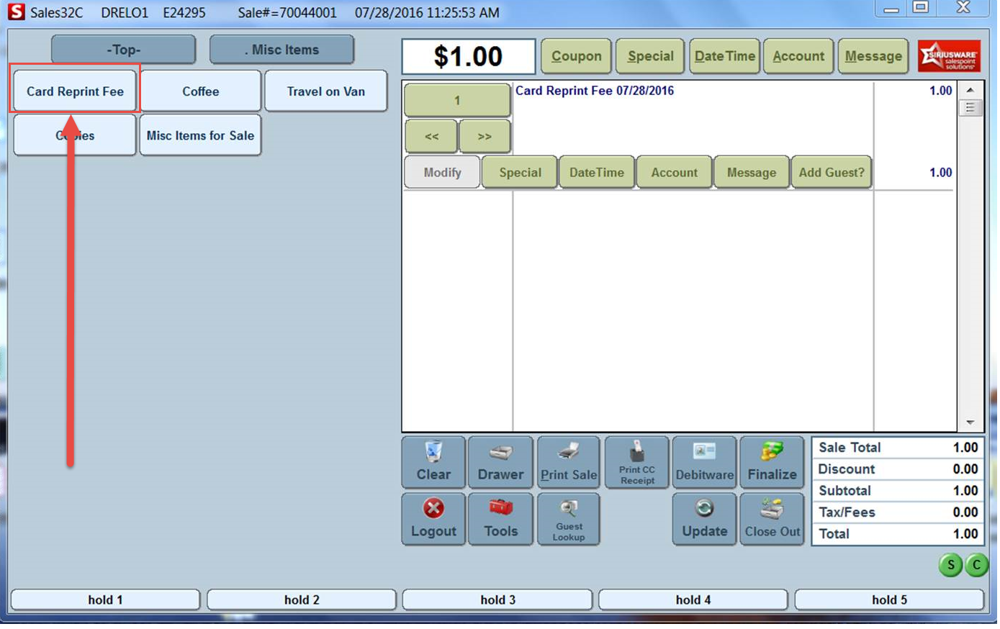 S Sales32C DRELO1 E24295 Sale#=70044001 07/28/2016 11:25:53 AM
-Top- . Misc Items
$1.00 Coupon Special DateTime Account Message
SIRIUSWARE
salespoint
solutions
Card Reprint Fee Coffee Travel on Van
Misc Items for Sale
1 Card Reprint Fee 07/28/2016 1.00
<< >>
Modify Special DateTime Account Message Add Guest? 1.00
Clear Drawer Print Sale Print CC Receipt Debitware Finalize
Logout Tools Guest Lookup Update Close Out
Sale Total 1.00
Discount 0.00
Subtotal 1.00
Tax/Fees 0.00
Total 1.00
S C
hold 1 hold 2 hold 3 hold 4 hold 5